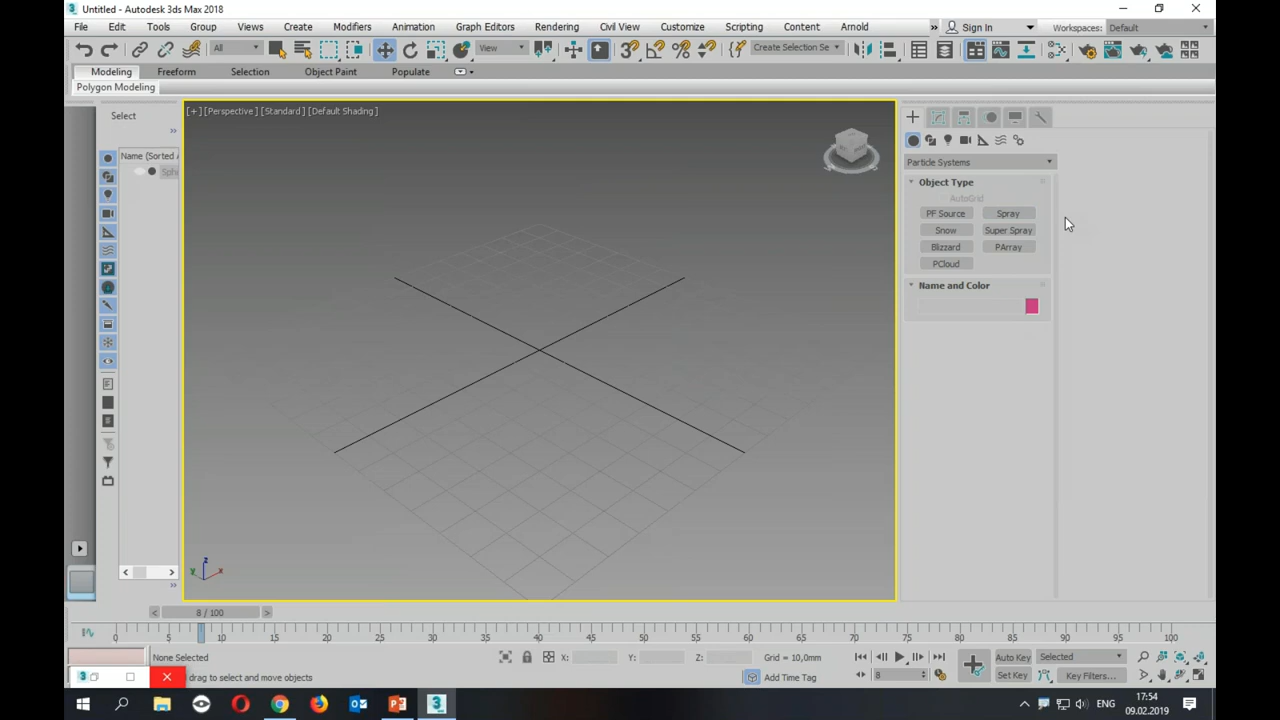 Untitled - Autodesk 3ds Max 2018
File Edit Tools Group Views Create Modifiers Animation Graph Editors Rendering Civil View Customize Scripting Content Arnold » Sign In Workspaces: Default
All View Create Selection Se
Modeling Freeform Selection Object Paint Populate
Polygon Modeling
Select
»
Name (Sorted A
Sph
[+] [Perspective] [Standard] [Default Shading]
Particle Systems
Object Type
AutoGrid
PF Source Spray
Snow Super Spray
Blizzard PArray
PCloud
Name and Color
z
y x
< 8 / 100 >
0 5 10 15 20 25 30 35 40 45 50 55 60 65 70 75 80 85 90 95 100
None Selected X: Y: Z: Grid = 10,0mm Auto Key Selected
drag to select and move objects Add Time Tag 8 Set Key Key Filters...
ENG 17:54
09.02.2019